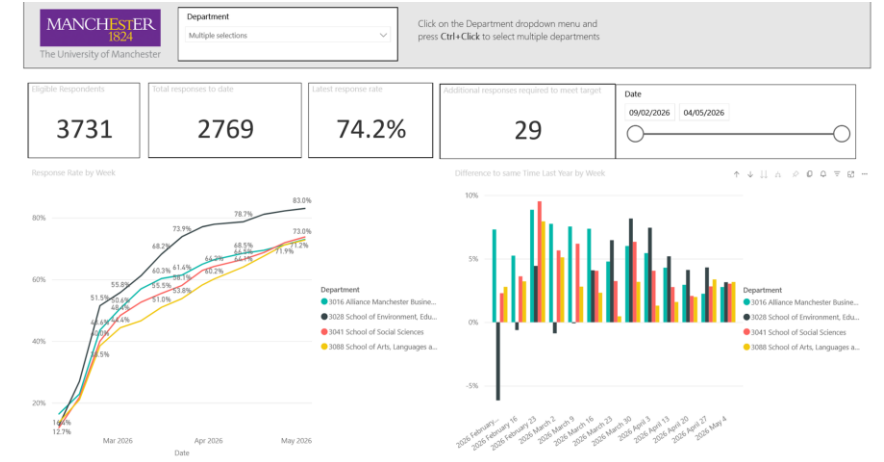 MANCHESTER
1824
The University of Manchester
Department
Multiple selections
Click on the Department dropdown menu and
press Ctrl+Click to select multiple departments
Eligible Respondents
3731
Total responses to date
2769
Latest response rate
74.2%
Additional responses required to meet target
29
Date
09/02/2026
04/05/2026
Response Rate by Week
80%
60%
40%
20%
83.0%
78.7%
73.9%
73.0%
68.2%
68.5%
66.2%
66.1%
71.9%
71.2%
60.3%
61.4%
58.1%
60.2%
55.8%
55.5%
53.8%
51.5%
50.6%
51.0%
12.7%
Mar 2026
Apr 2026
May 2026
Date
Department
3016 Alliance Manchester Busine...
3028 School of Environment, Edu...
3041 School of Social Sciences
3088 School of Arts, Languages a...
Difference to same Time Last Year by Week
10%
5%
0%
-5%
2026 February...
2026 February 16
2026 February 23
2026 March 2
2026 March 9
2026 March 16
2026 March 23
2026 March 30
2026 April 3
2026 April 13
2026 April 20
2026 April 27
2026 May 4
Department
3016 Alliance Manchester Busine...
3028 School of Environment, Edu...
3041 School of Social Sciences
3088 School of Arts, Languages a...